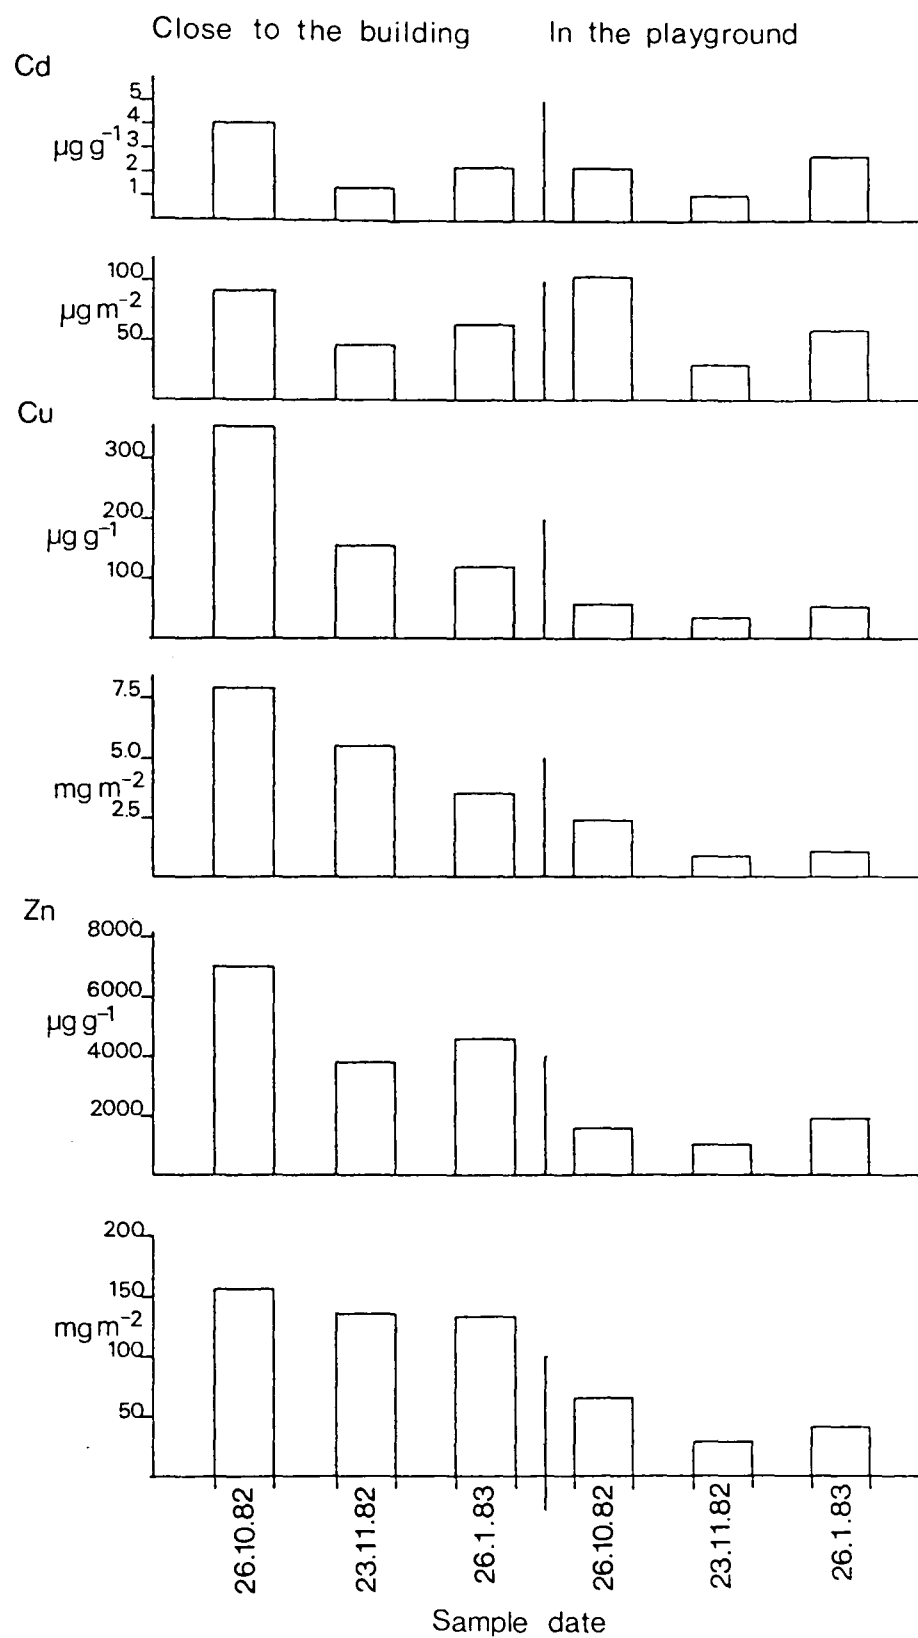 Close to the building In the playground
Cd
5
4
µg g⁻¹ 3
2
1
100
µg m⁻²
50
Cu
300
200
µg g⁻¹
100
7.5
5.0
mg m⁻²
2.5
Zn
8000
6000
µg g⁻¹
4000
2000
200
150
mg m⁻²
100
50
26.10.82 23.11.82 26.1.83 26.10.82 23.11.82 26.1.83
Sample date